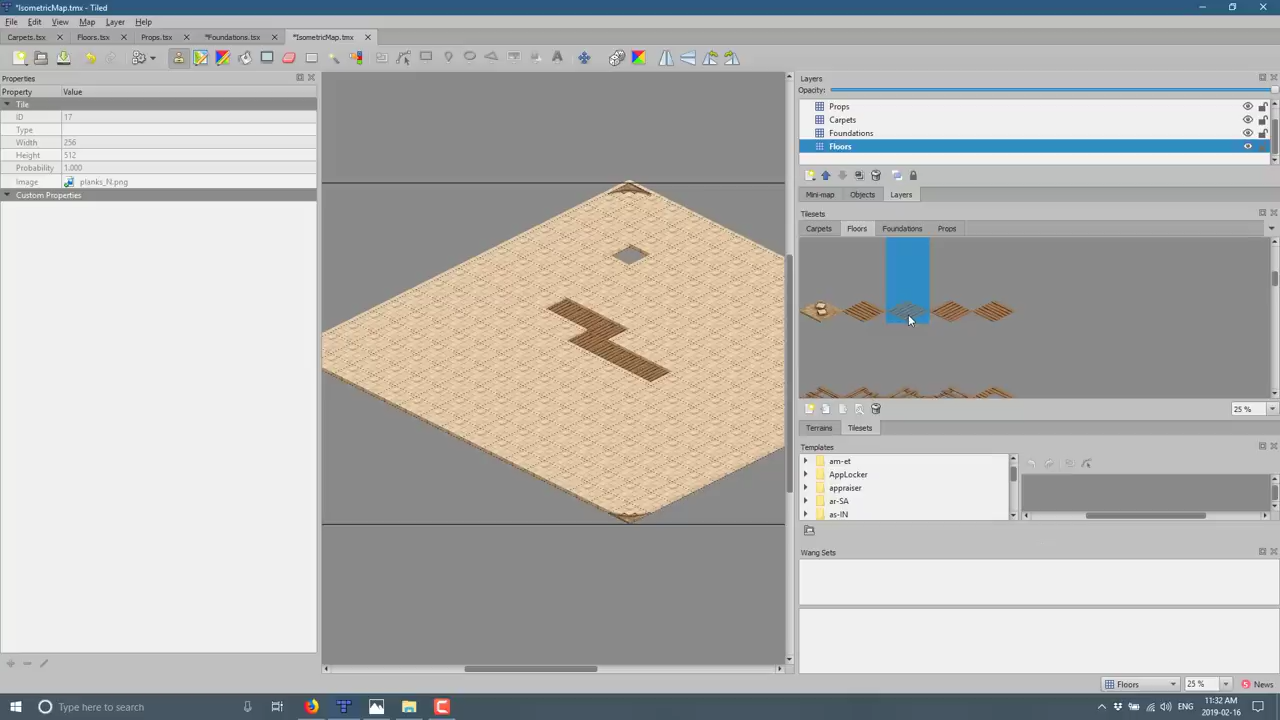 *IsometricMap.tmx - Tiled
File Edit View Map Layer Help
Carpets.tsx Floors.tsx Props.tsx *Foundations.tsx *IsometricMap.tmx
Properties
Property Value
Tile
ID 17
Type
Width 256
Height 512
Probability 1.000
Image planks_N.png
Custom Properties
Layers
Opacity:
Props
Carpets
Foundations
Floors
Mini-map Objects Layers
Tilesets
Carpets Floors Foundations Props
25 %
Terrains Tilesets
Templates
am-et
AppLocker
appraiser
ar-SA
as-IN
Wang Sets
Floors 25 % News
Type here to search
ENG
11:32 AM
2019-02-16